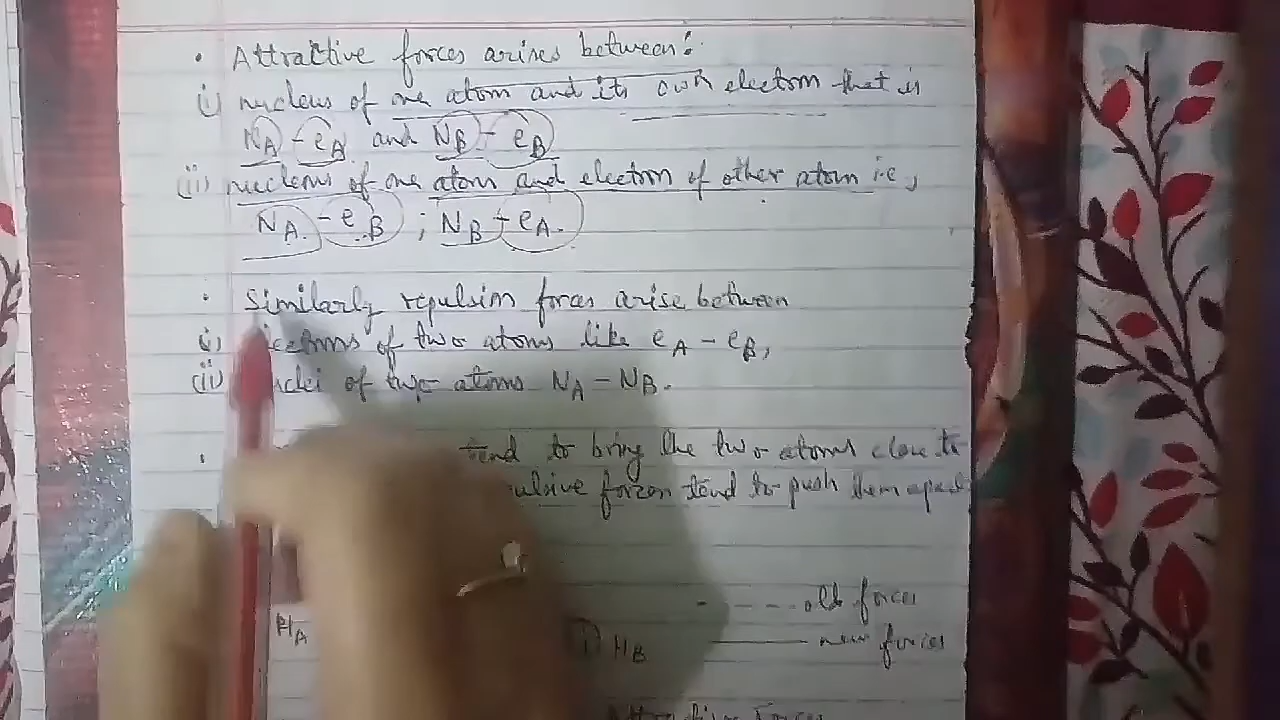 • Attractive forces arises between:
i) nucleus of one atom and its own electron that is
NA - eA and NB - eB
(ii) nucleus of one atom and electron of other atom i.e,
NA - eB ; NB - eA.
• Similarly repulsion forces arise between
(i) of two atoms like eA - eB,
(ii) nuclei of two atoms NA - NB.
• tend to bring the two atoms close to
forces tend to push them apart
----- old forces
HA HB —— new forces
Attractive Forces